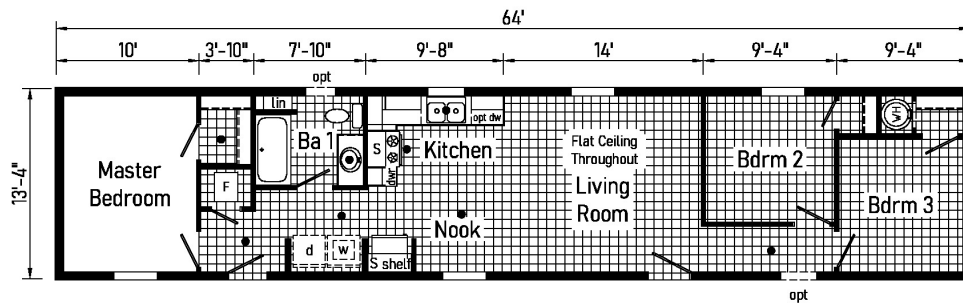 64'
10'
3'-10"
7'-10"
9'-8"
14'
9'-4"
9'-4"
opt
13'-4"
lin
Ba 1
opt dw
WH
S
Kitchen
Flat Ceiling
Throughout
Living
Room
Bdrm 2
Master
Bedroom
F
dwr
Bdrm 3
Nook
d
w
S shelf
opt